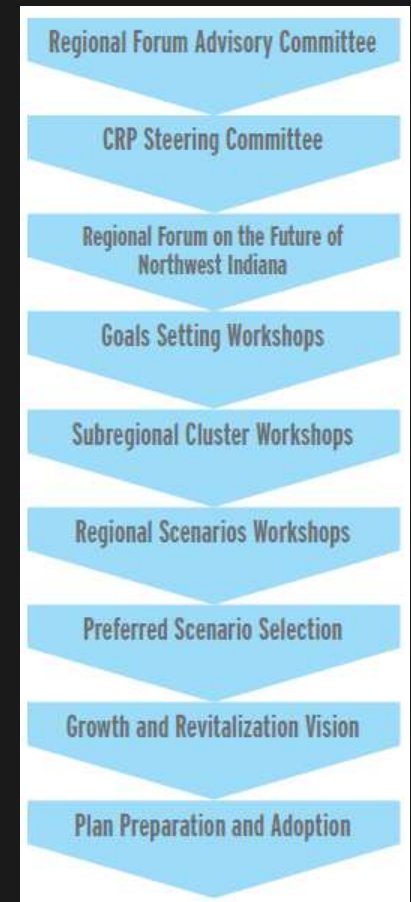 Regional Forum Advisory Committee
CRP Steering Committee
Regional Forum on the Future of
Northwest Indiana
Goals Setting Workshops
Subregional Cluster Workshops
Regional Scenarios Workshops
Preferred Scenario Selection
Growth and Revitalization Vision
Plan Preparation and Adoption